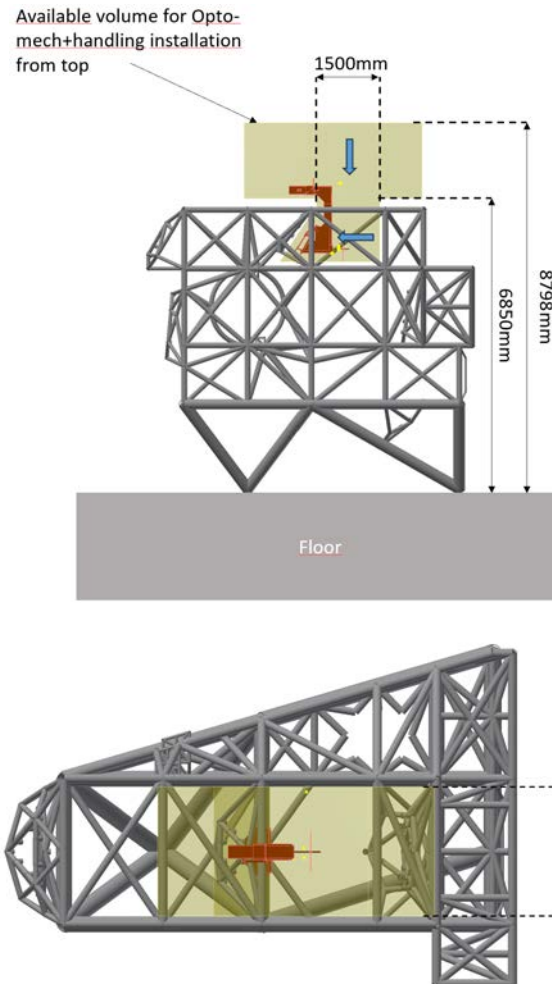 Available volume for Opto-
mech+handling installation
from top
1500mm
8798mm
6850mm
Floor